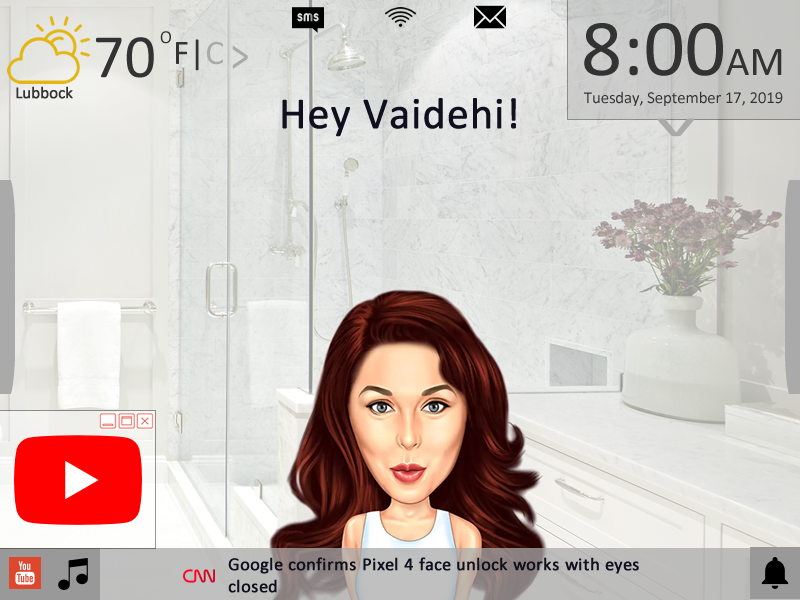 sms
70°F|C >
Lubbock
8:00AM
Tuesday, September 17, 2019
Hey Vaidehi!
You
Tube
CNN
Google confirms Pixel 4 face unlock works with eyes
closed